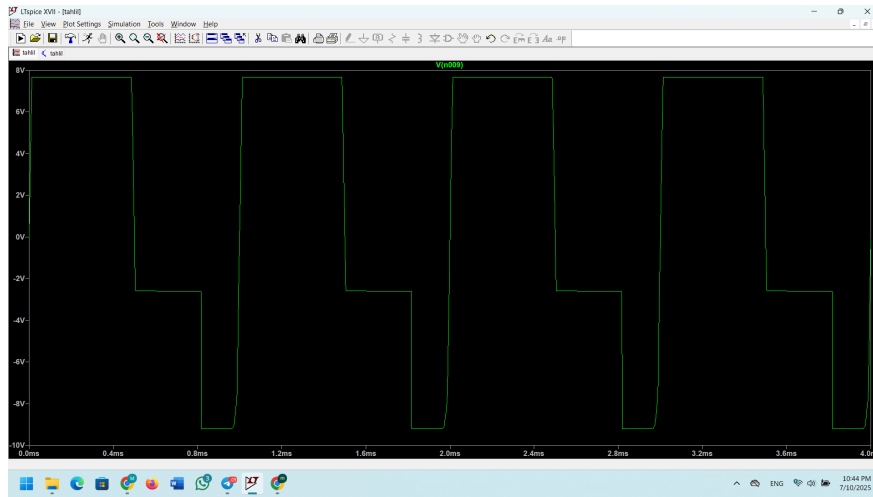 LTspice XVII - [tahlil]
File View Plot Settings Simulation Tools Window Help
tahlil tahlil
V(n009)
8V
6V
4V
2V
0V
-2V
-4V
-6V
-8V
-10V
0.0ms 0.4ms 0.8ms 1.2ms 1.6ms 2.0ms 2.4ms 2.8ms 3.2ms 3.6ms 4.0
ENG
10:44 PM
7/10/2025